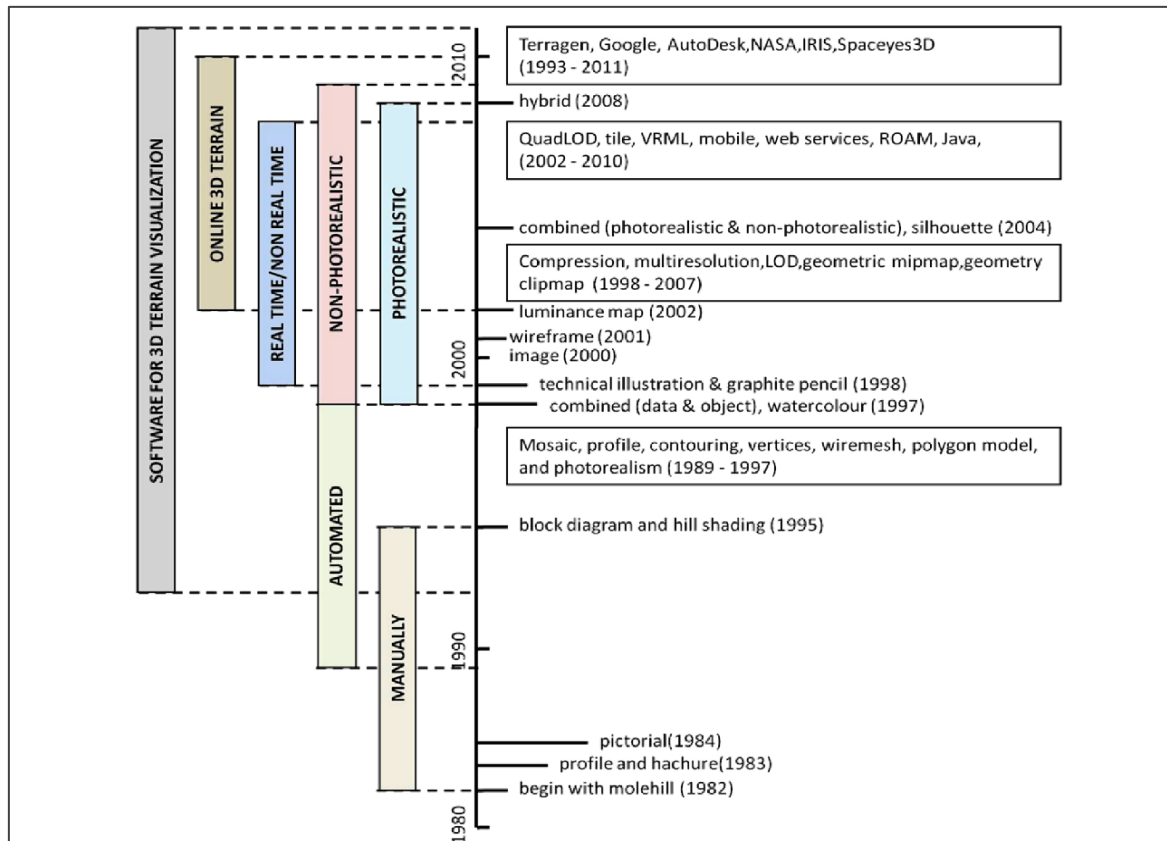 SOFTWARE FOR 3D TERRAIN VISUALIZATION
ONLINE 3D TERRAIN
REAL TIME/NON REAL TIME
NON-PHOTOREALISTIC
PHOTOREALISTIC
AUTOMATED
MANUALLY
2010
2000
1990
1980
Terragen, Google, AutoDesk,NASA,IRIS,Spaceyes3D
(1993 - 2011)
hybrid (2008)
QuadLOD, tile, VRML, mobile, web services, ROAM, Java,
(2002 - 2010)
combined (photorealistic & non-photorealistic), silhouette (2004)
Compression, multiresolution,LOD,geometric mipmap,geometry
clipmap (1998 - 2007)
luminance map (2002)
wireframe (2001)
image (2000)
technical illustration & graphite pencil (1998)
combined (data & object), watercolour (1997)
Mosaic, profile, contouring, vertices, wiremesh, polygon model,
and photorealism (1989 - 1997)
block diagram and hill shading (1995)
pictorial(1984)
profile and hachure(1983)
begin with molehill (1982)